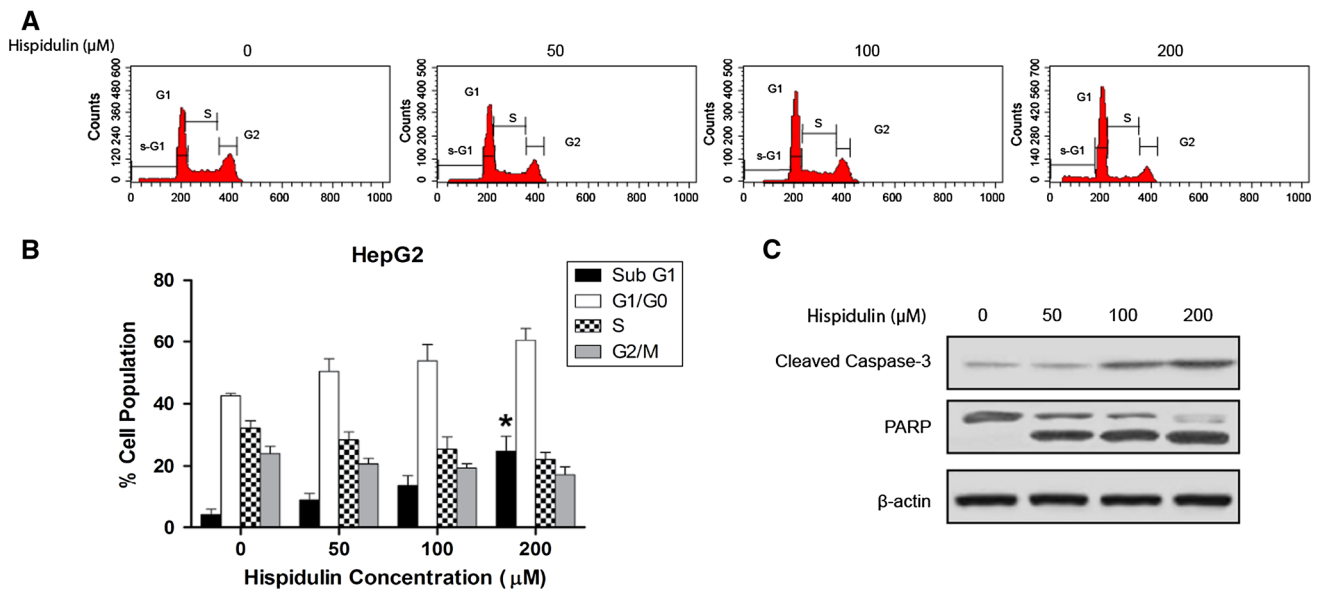 A
Hispidulin (µM) 0 50 100 200
Counts
0 120 240 360 480 600
G1
S
G2
s-G1
0 200 400 600 800 1000
Counts
0 100 200 300 400 500
G1
S
G2
s-G1
0 200 400 600 800 1000
Counts
0 100 200 300 400 500
G1
S
G2
s-G1
0 200 400 600 800 1000
Counts
0 140 280 420 560 700
G1
S
G2
s-G1
0 200 400 600 800 1000
B
HepG2
% Cell Population
80
60
40
20
0
*
Sub G1
G1/G0
S
G2/M
0 50 100 200
Hispidulin Concentration ( µM)
C
Hispidulin (µM) 0 50 100 200
Cleaved Caspase-3
PARP
β-actin